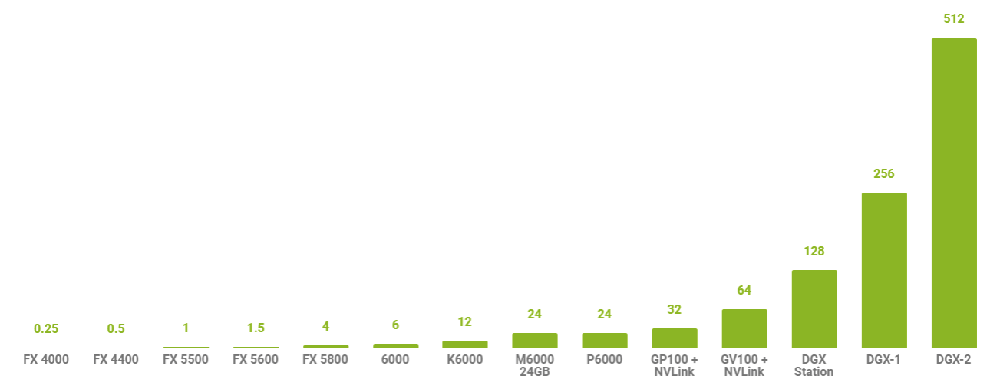 512
256
128
64
32
24
24
12
6
4
1.5
1
0.5
0.25
FX 4000
FX 4400
FX 5500
FX 5600
FX 5800
6000
K6000
M6000
24GB
P6000
GP100 +
NVLink
GV100 +
NVLink
DGX
Station
DGX-1
DGX-2